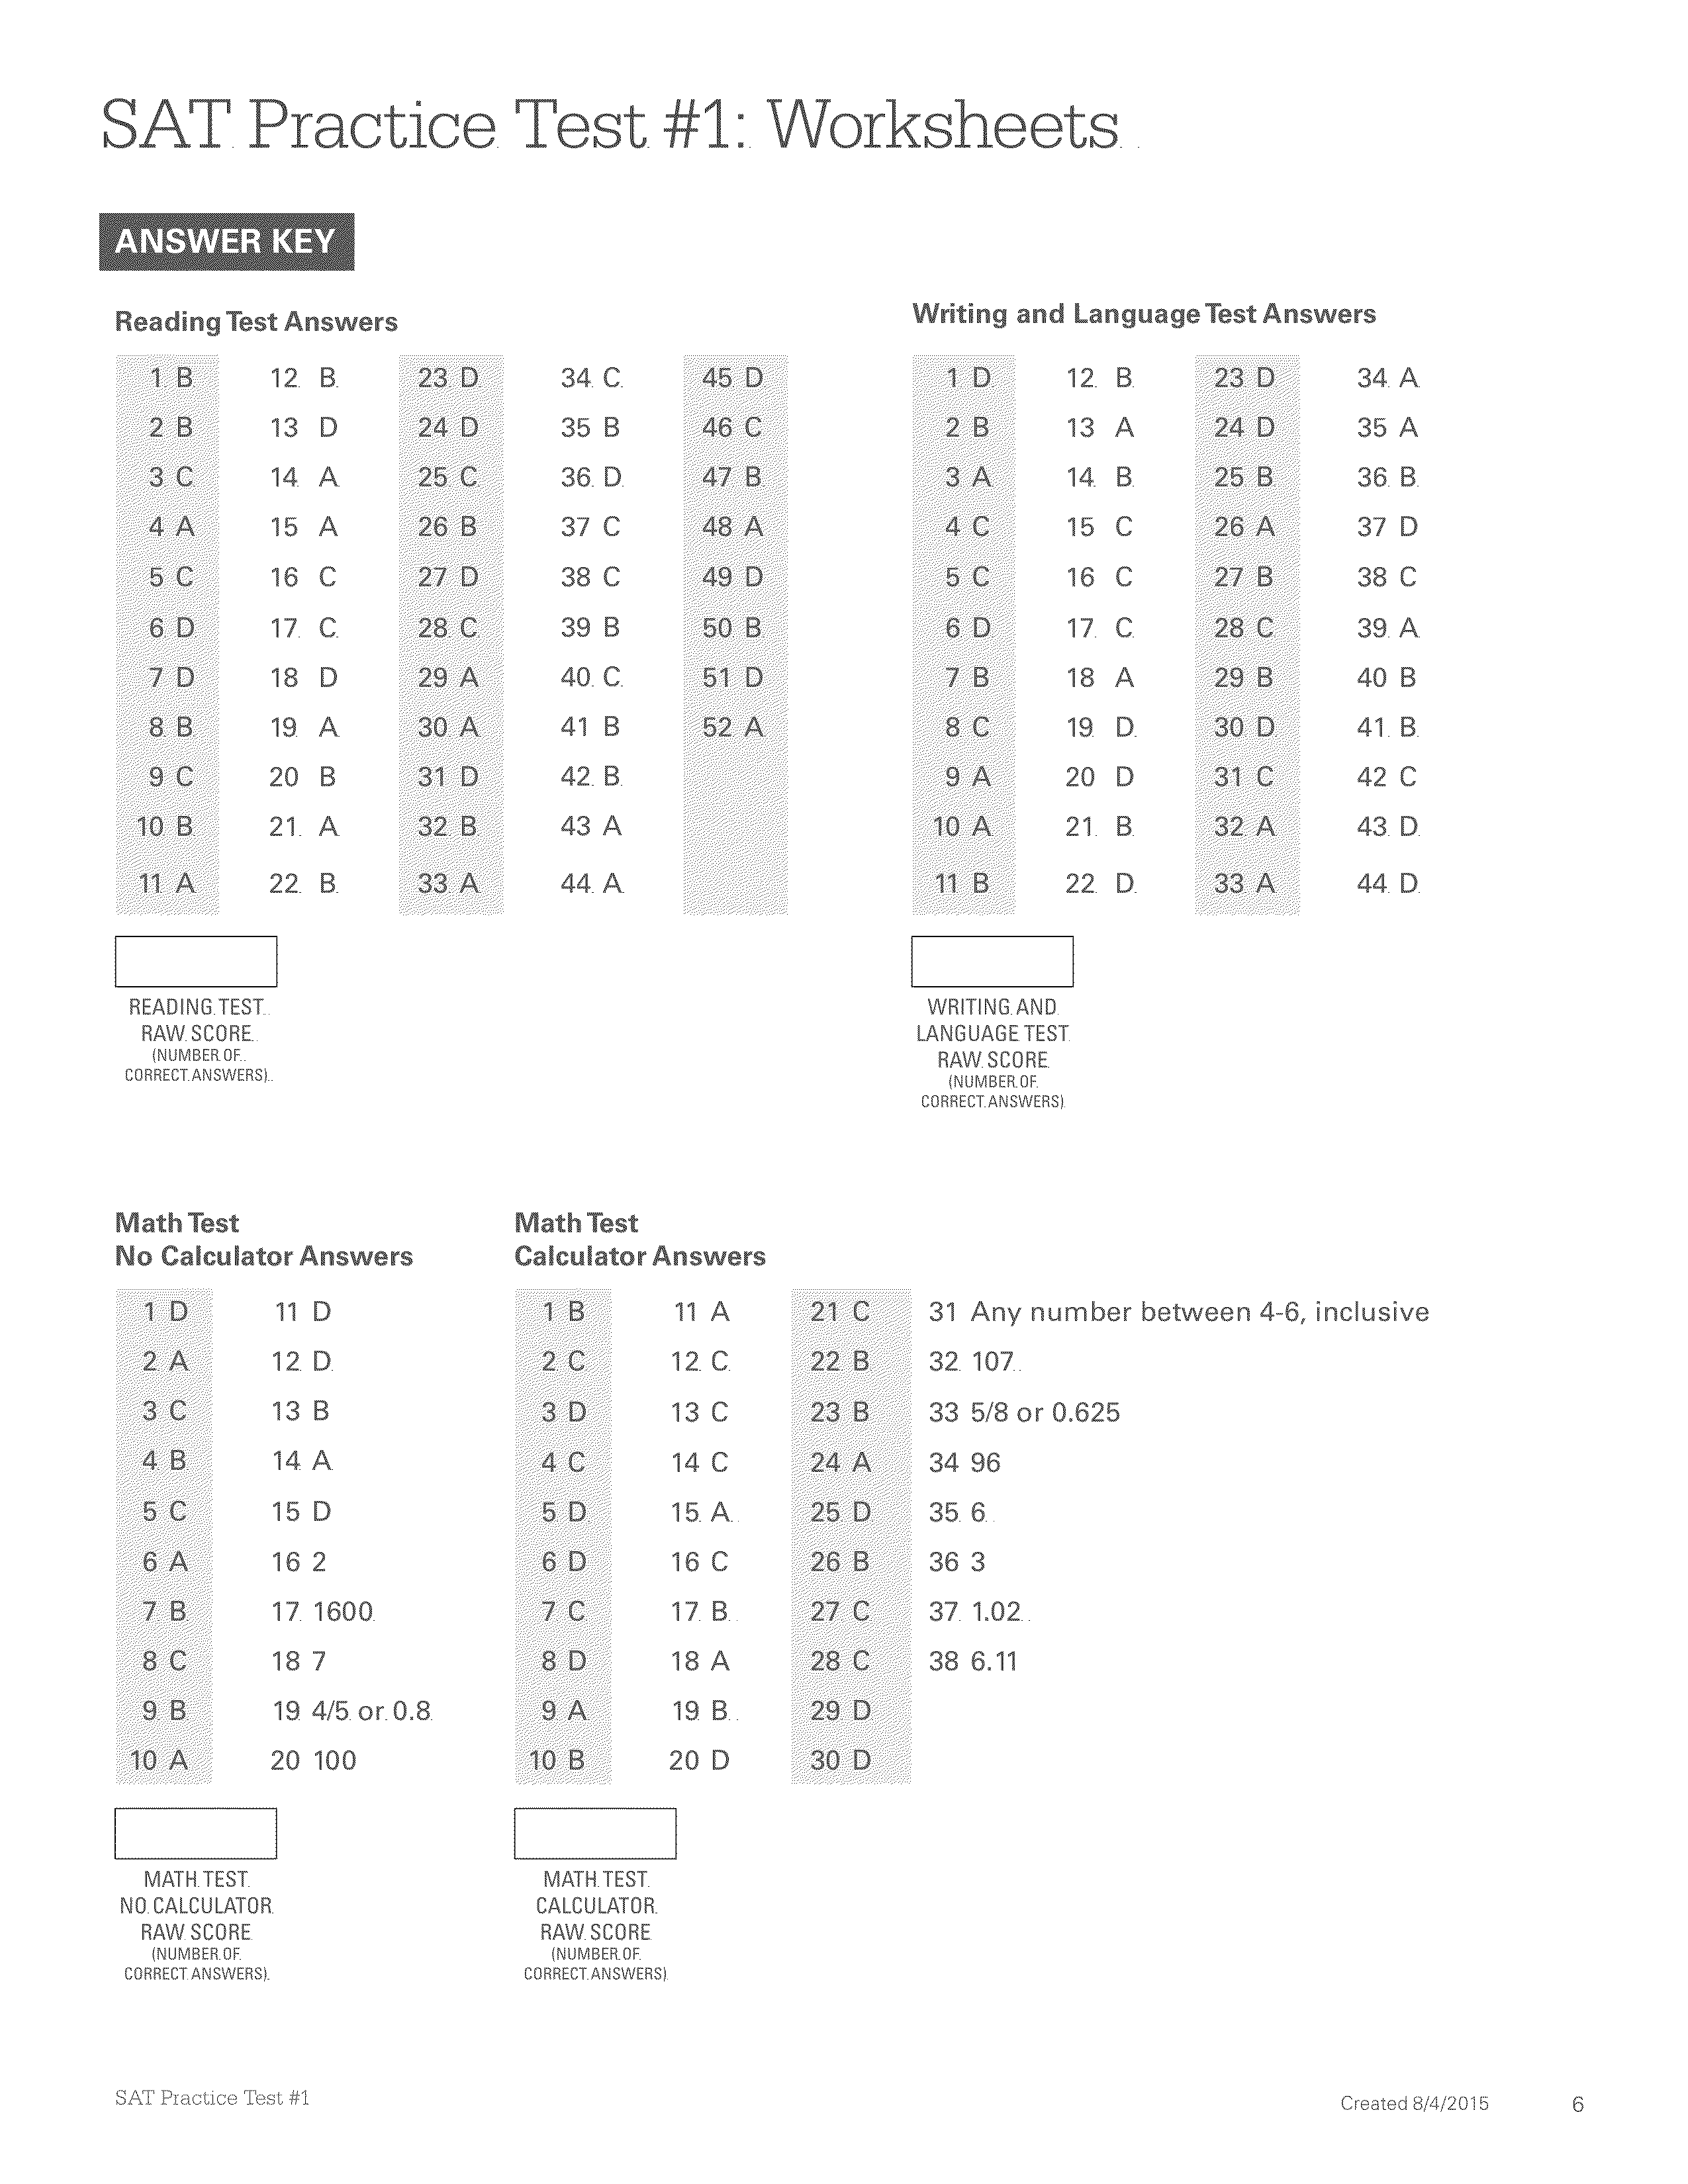 SAT Practice Test #1: Worksheets
ANSWER KEY
Reading Test Answers
1 B 12 B 23 D 34 C 45 D
2 B 13 D 24 D 35 B 46 C
3 C 14 A 25 C 36 D 47 B
4 A 15 A 26 B 37 C 48 A
5 C 16 C 27 D 38 C 49 D
6 D 17 C 28 C 39 B 50 B
7 D 18 D 29 A 40 C 51 D
8 B 19 A 30 A 41 B 52 A
9 C 20 B 31 D 42 B
10 B 21 A 32 B 43 A
11 A 22 B 33 A 44 A
READING TEST
RAW SCORE
(NUMBER OF
CORRECT ANSWERS)
Writing and Language Test Answers
1 D 12 B 23 D 34 A
2 B 13 A 24 D 35 A
3 A 14 B 25 B 36 B
4 C 15 C 26 A 37 D
5 C 16 C 27 B 38 C
6 D 17 C 28 C 39 A
7 B 18 A 29 B 40 B
8 C 19 D 30 D 41 B
9 A 20 D 31 C 42 C
10 A 21 B 32 A 43 D
11 B 22 D 33 A 44 D
WRITING AND
LANGUAGE TEST
RAW SCORE
(NUMBER OF
CORRECT ANSWERS)
Math Test
No Calculator Answers
1 D 11 D
2 A 12 D
3 C 13 B
4 B 14 A
5 C 15 D
6 A 16 2
7 B 17 1600
8 C 18 7
9 B 19 4/5 or 0.8
10 A 20 100
MATH TEST
NO CALCULATOR
RAW SCORE
(NUMBER OF
CORRECT ANSWERS)
Math Test
Calculator Answers
1 B 11 A 21 C 31 Any number between 4-6, inclusive
2 C 12 C 22 B 32 107
3 D 13 C 23 B 33 5/8 or 0.625
4 C 14 C 24 A 34 96
5 D 15 A 25 D 35 6
6 D 16 C 26 B 36 3
7 C 17 B 27 C 37 1.02
8 D 18 A 28 C 38 6.11
9 A 19 B 29 D
10 B 20 D 30 D
MATH TEST
CALCULATOR
RAW SCORE
(NUMBER OF
CORRECT ANSWERS)
SAT Practice Test #1
Created 8/4/2015 6